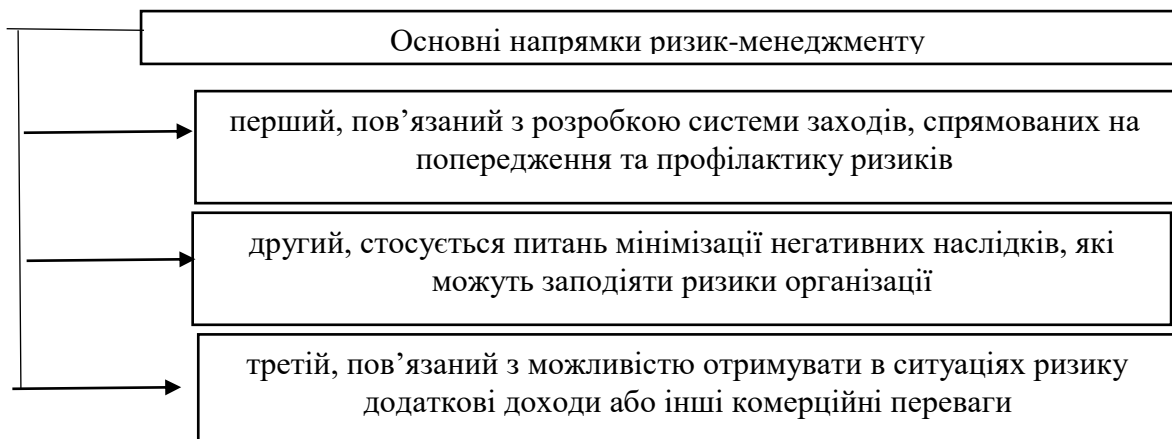 Основні напрямки ризик-менеджменту
перший, пов’язаний з розробкою системи заходів, спрямованих на
попередження та профілактику ризиків
другий, стосується питань мінімізації негативних наслідків, які
можуть заподіяти ризики організації
третій, пов’язаний з можливістю отримувати в ситуаціях ризику
додаткові доходи або інші комерційні переваги